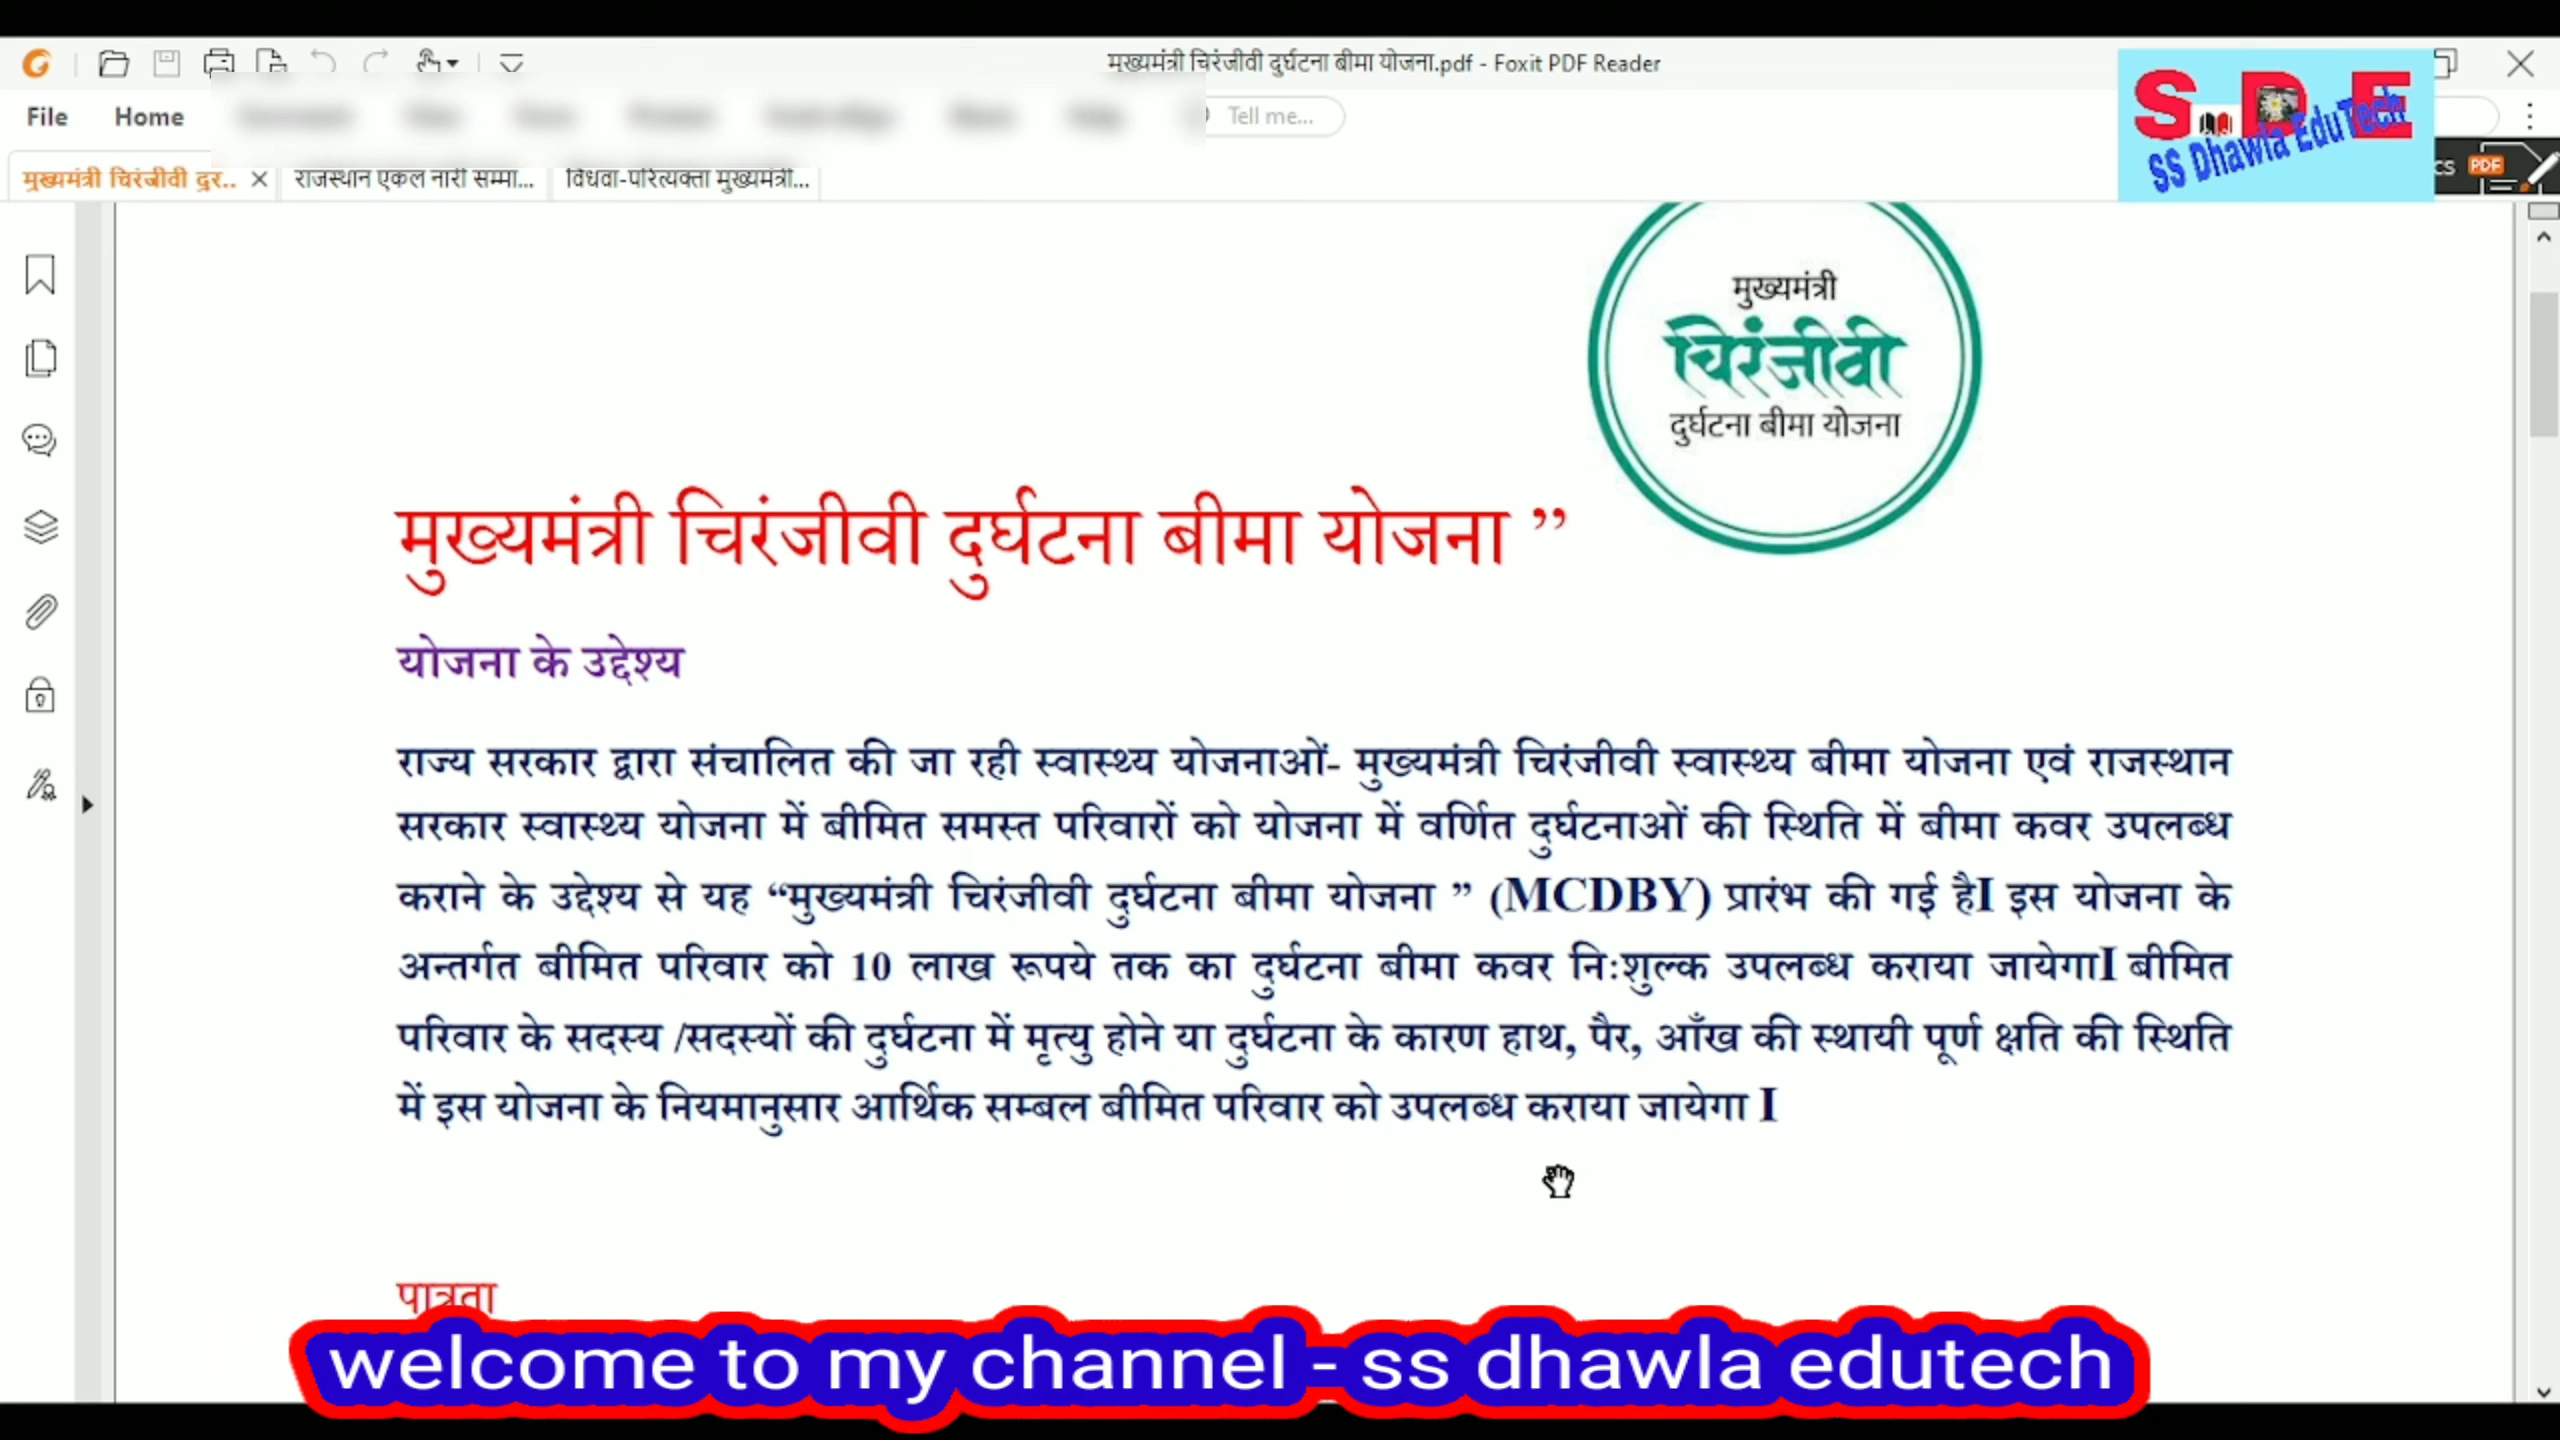 मुख्यमंत्री चिरंजीवी दुर्घटना बीमा योजना.pdf - Foxit PDF Reader
File Home Tell me...
मुख्यमंत्री चिरंजीवी दुर.. राजस्थान एकल नारी सम्मा... विधवा-परित्यक्ता मुख्यमंत्री...
S D E
SS Dhawla EduTech
CS PDF
मुख्यमंत्री
चिरंजीवी
दुर्घटना बीमा योजना
मुख्यमंत्री चिरंजीवी दुर्घटना बीमा योजना ”
योजना के उद्देश्य
राज्य सरकार द्वारा संचालित की जा रही स्वास्थ्य योजनाओं- मुख्यमंत्री चिरंजीवी स्वास्थ्य बीमा योजना एवं राजस्थान
सरकार स्वास्थ्य योजना में बीमित समस्त परिवारों को योजना में वर्णित दुर्घटनाओं की स्थिति में बीमा कवर उपलब्ध
कराने के उद्देश्य से यह “मुख्यमंत्री चिरंजीवी दुर्घटना बीमा योजना ” (MCDBY) प्रारंभ की गई हैI इस योजना के
अन्तर्गत बीमित परिवार को 10 लाख रूपये तक का दुर्घटना बीमा कवर नि:शुल्क उपलब्ध कराया जायेगाI बीमित
परिवार के सदस्य /सदस्यों की दुर्घटना में मृत्यु होने या दुर्घटना के कारण हाथ, पैर, आँख की स्थायी पूर्ण क्षति की स्थिति
में इस योजना के नियमानुसार आर्थिक सम्बल बीमित परिवार को उपलब्ध कराया जायेगा I
पात्रता
welcome to my channel - ss dhawla edutech